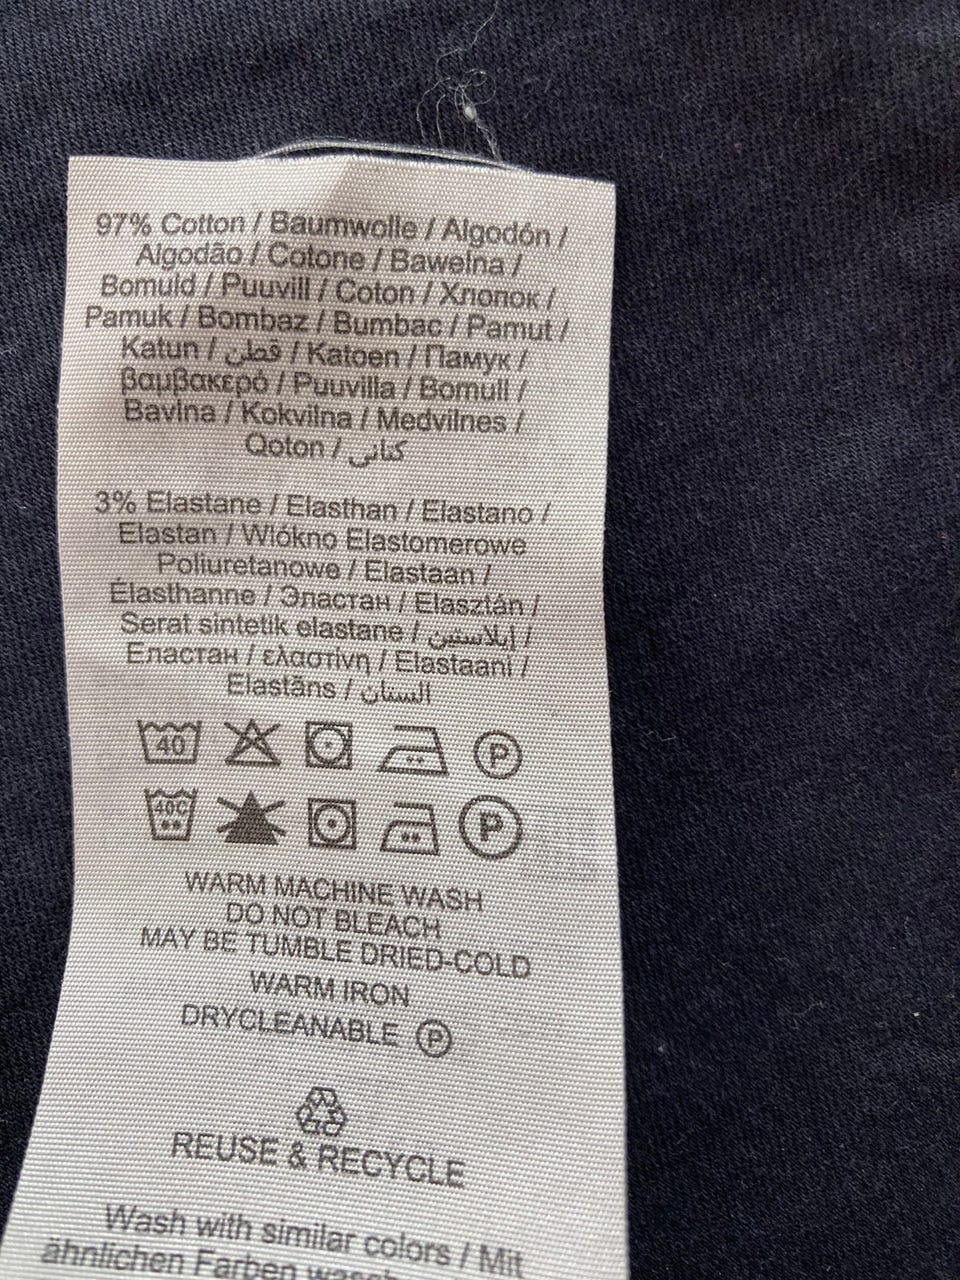 97% Cotton / Baumwolle / Algodón /
Algodão / Cotone / Bawełna /
Bomuld / Puuvill / Coton / Хлопок /
Pamuk / Bombaz / Bumbac / Pamut /
Katun / قطن / Katoen / Памук /
βαμβακερό / Puuvilla / Bomull /
Bavlna / Kokvilna / Medvilnes /
Qoton / كتاني
3% Elastane / Elasthan / Elastano /
Elastan / Włókno Elastomerowe
Poliuretanowe / Elastaan /
Élasthanne / Эластан / Elasztán /
Serat sintetik elastane / إيلاستين /
Еластан / ελαστίνη / Elastaani /
Elastāns / الستان
40 P
40C P
WARM MACHINE WASH
DO NOT BLEACH
MAY BE TUMBLE DRIED-COLD
WARM IRON
DRYCLEANABLE P
REUSE & RECYCLE
Wash with similar colors / Mit
ähnlichen Farben